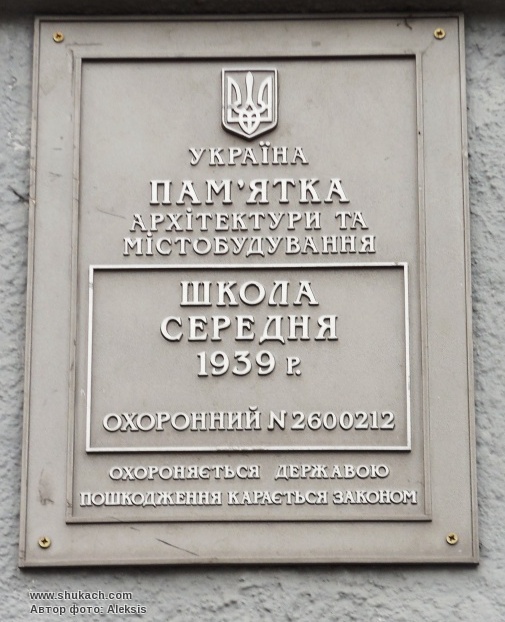 УКРАЇНА
ПАМ'ЯТКА
АРХІТЕКТУРИ ТА
МІСТОБУДУВАННЯ
ШКОЛА
СЕРЕДНЯ
1939 р.
ОХОРОННИЙ N 2600212
ОХОРОНЯЄТЬСЯ ДЕРЖАВОЮ
ПОШКОДЖЕННЯ КАРАЄТЬСЯ ЗАКОНОМ
www.shukach.com
Автор фото: Aleksis